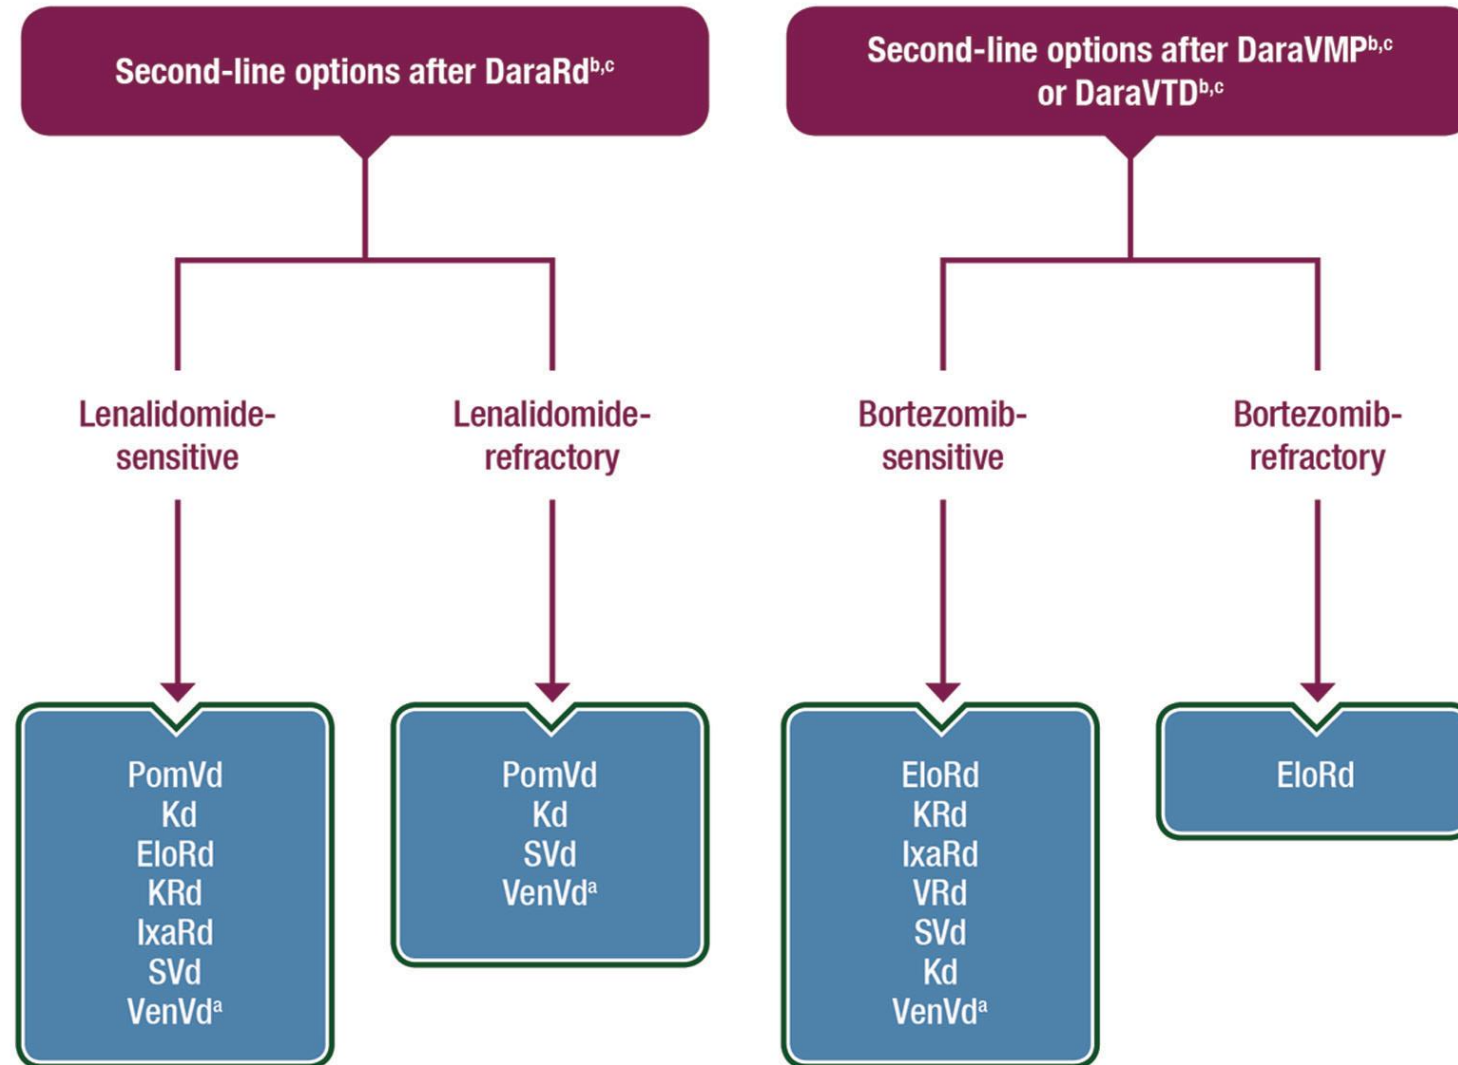 Second-line options after DaraRdᵇ,ᶜ
Lenalidomide-
sensitive
Lenalidomide-
refractory
PomVd
Kd
EloRd
KRd
IxaRd
SVd
VenVdᵃ
PomVd
Kd
SVd
VenVdᵃ
Second-line options after DaraVMPᵇ,ᶜ
or DaraVTDᵇ,ᶜ
Bortezomib-
sensitive
Bortezomib-
refractory
EloRd
KRd
IxaRd
VRd
SVd
Kd
VenVdᵃ
EloRd